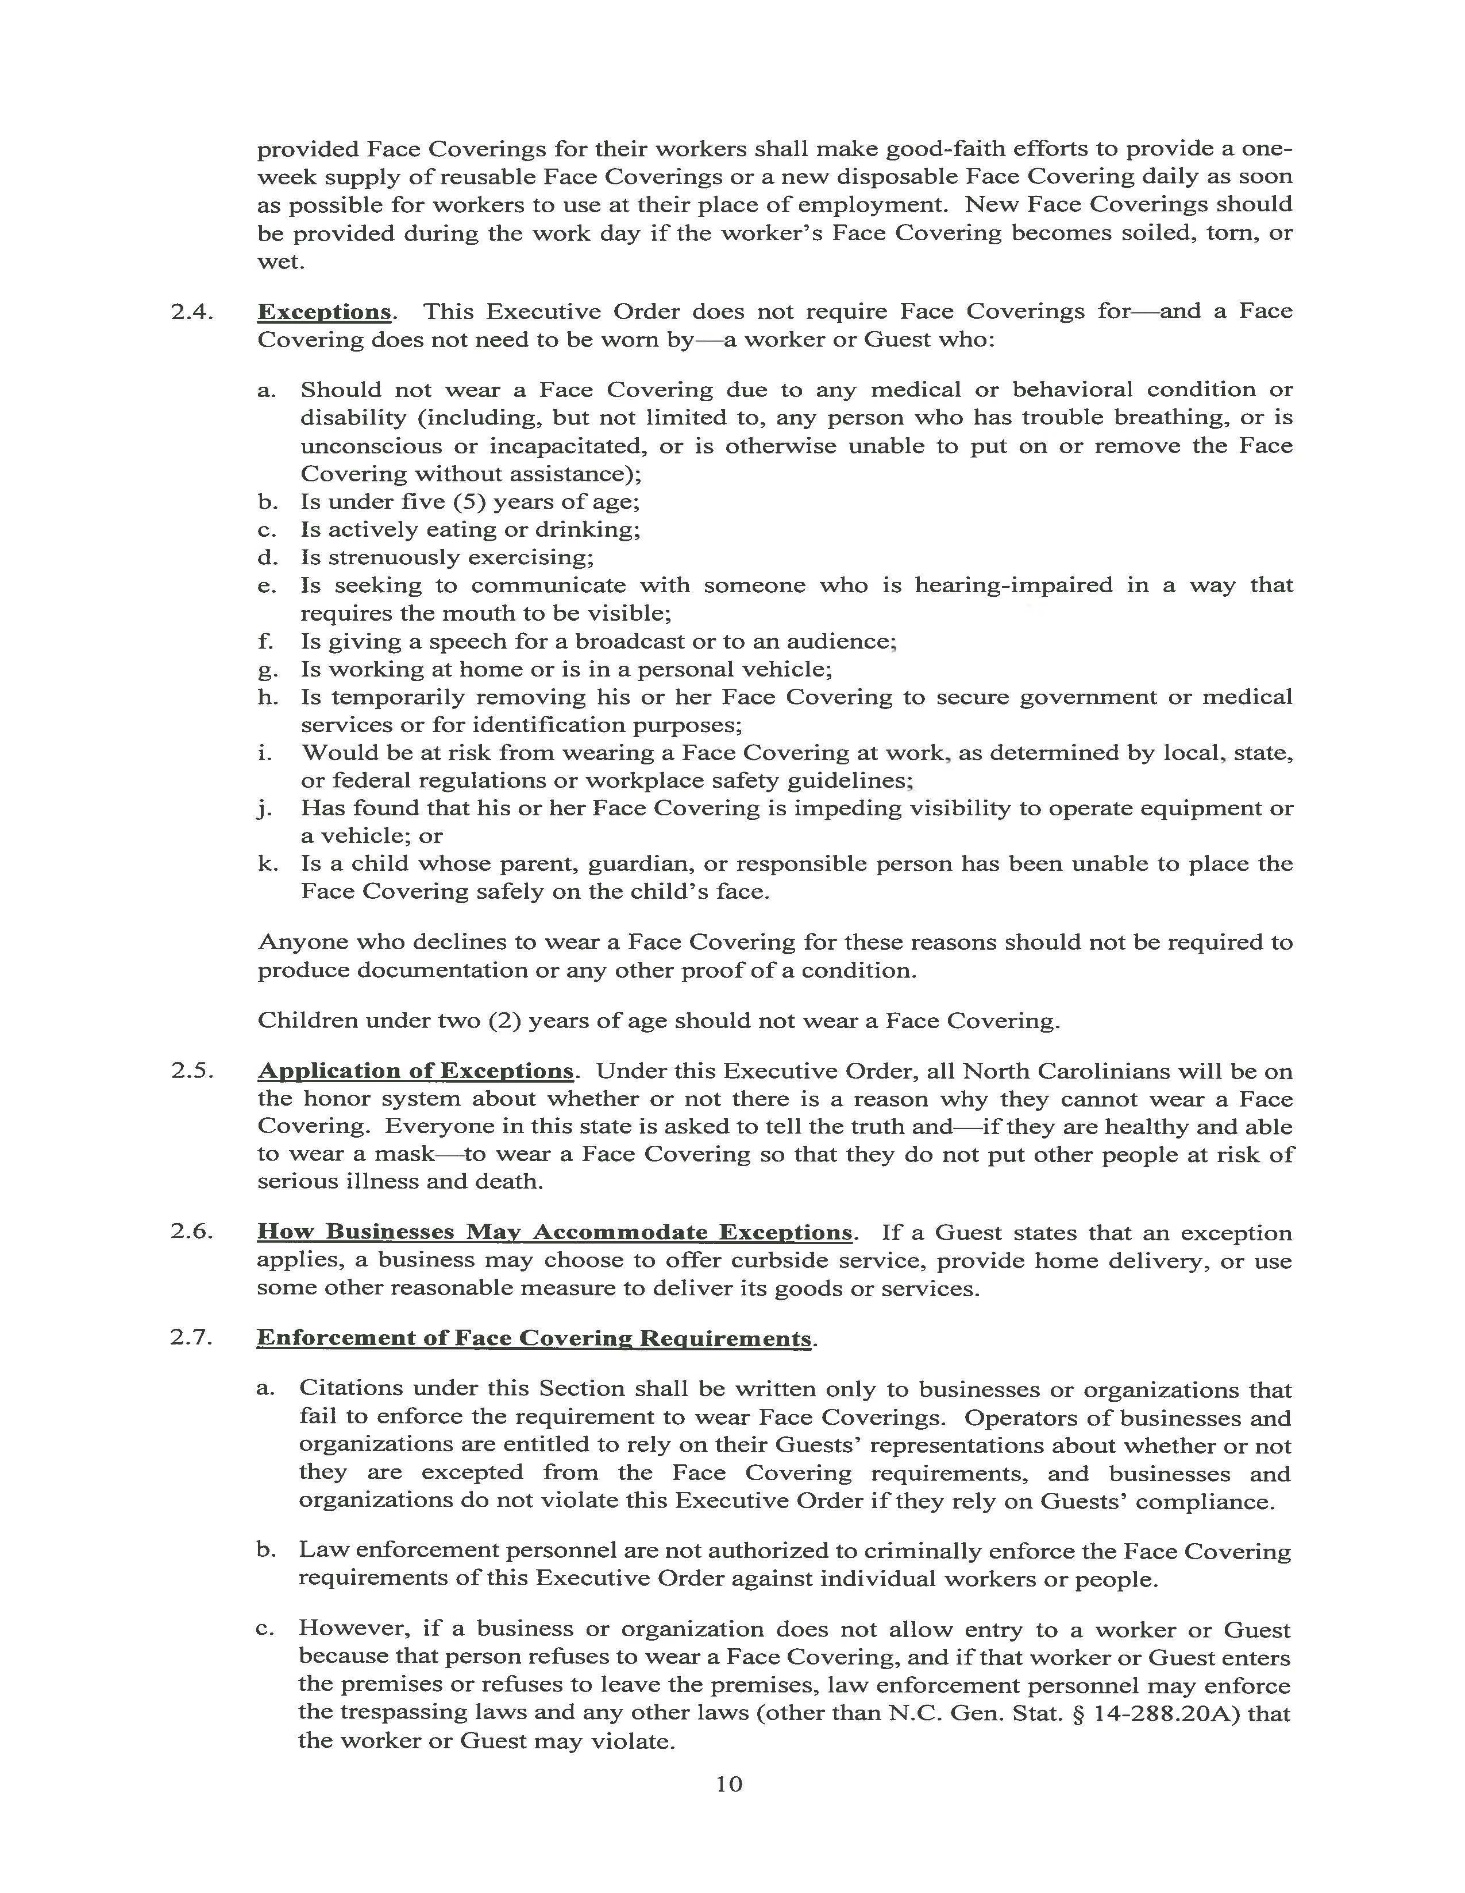 provided Face Coverings for their workers shall make good-faith efforts to provide a one-
week supply of reusable Face Coverings or a new disposable Face Covering daily as soon
as possible for workers to use at their place of employment. New Face Coverings should
be provided during the work day if the worker's Face Covering becomes soiled, torn, or
wet.
2.4. Exceptions. This Executive Order does not require Face Coverings for—and a Face
Covering does not need to be worn by—a worker or Guest who:
a. Should not wear a Face Covering due to any medical or behavioral condition or
disability (including, but not limited to, any person who has trouble breathing, or is
unconscious or incapacitated, or is otherwise unable to put on or remove the Face
Covering without assistance);
b. Is under five (5) years of age;
c. Is actively eating or drinking;
d. Is strenuously exercising;
e. Is seeking to communicate with someone who is hearing-impaired in a way that
requires the mouth to be visible;
f. Is giving a speech for a broadcast or to an audience;
g. Is working at home or is in a personal vehicle;
h. Is temporarily removing his or her Face Covering to secure government or medical
services or for identification purposes;
i. Would be at risk from wearing a Face Covering at work, as determined by local, state,
or federal regulations or workplace safety guidelines;
j. Has found that his or her Face Covering is impeding visibility to operate equipment or
a vehicle; or
k. Is a child whose parent, guardian, or responsible person has been unable to place the
Face Covering safely on the child's face.
Anyone who declines to wear a Face Covering for these reasons should not be required to
produce documentation or any other proof of a condition.
Children under two (2) years of age should not wear a Face Covering.
2.5. Application of Exceptions. Under this Executive Order, all North Carolinians will be on
the honor system about whether or not there is a reason why they cannot wear a Face
Covering. Everyone in this state is asked to tell the truth and—if they are healthy and able
to wear a mask—to wear a Face Covering so that they do not put other people at risk of
serious illness and death.
2.6. How Businesses May Accommodate Exceptions. If a Guest states that an exception
applies, a business may choose to offer curbside service, provide home delivery, or use
some other reasonable measure to deliver its goods or services.
2.7. Enforcement of Face Covering Requirements.
a. Citations under this Section shall be written only to businesses or organizations that
fail to enforce the requirement to wear Face Coverings. Operators of businesses and
organizations are entitled to rely on their Guests' representations about whether or not
they are excepted from the Face Covering requirements, and businesses and
organizations do not violate this Executive Order if they rely on Guests' compliance.
b. Law enforcement personnel are not authorized to criminally enforce the Face Covering
requirements of this Executive Order against individual workers or people.
c. However, if a business or organization does not allow entry to a worker or Guest
because that person refuses to wear a Face Covering, and if that worker or Guest enters
the premises or refuses to leave the premises, law enforcement personnel may enforce
the trespassing laws and any other laws (other than N.C. Gen. Stat. § 14-288.20A) that
the worker or Guest may violate.
10